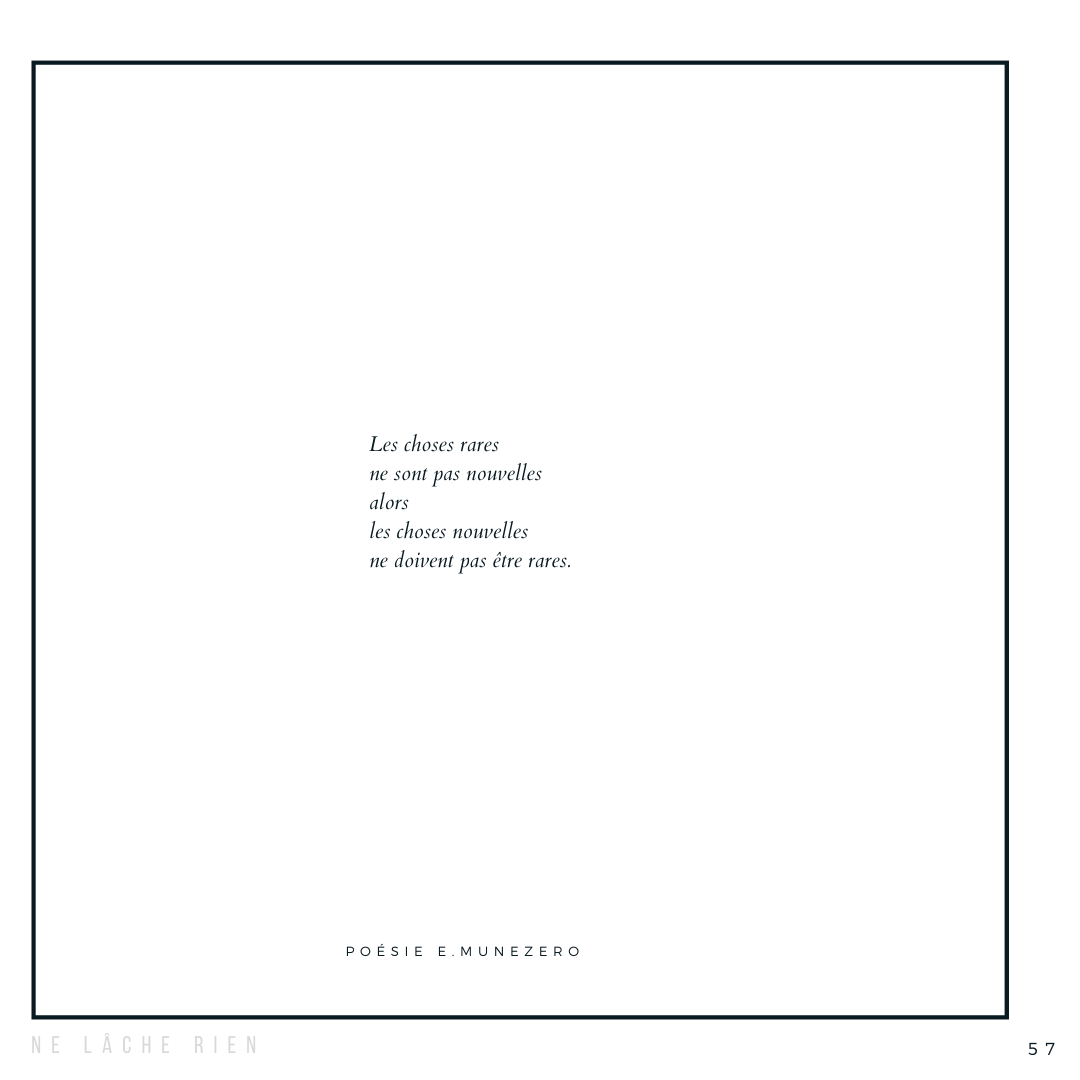 Les choses rares
ne sont pas nouvelles
alors
les choses nouvelles
ne doivent pas être rares.
POÉSIE E.MUNEZERO
NE LÂCHE RIEN
57